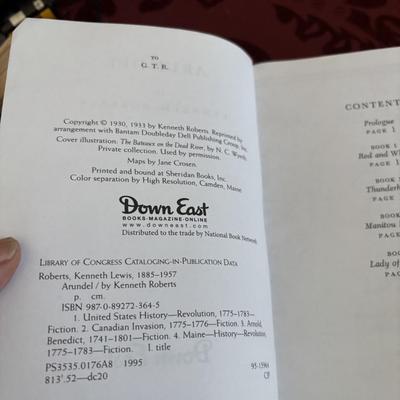 TO
G. T. R.
Copyright © 1930, 1933 by Kenneth Roberts. Reprinted by
arrangement with Bantam Doubleday Dell Publishing Group, Inc.
Cover illustration: The Bateaux on the Dead River, by N. C. Wyeth,
Private collection. Used by permission.
Maps by Jane Crosen.
Printed and bound at Sheridan Books, Inc.
Color separation by High Resolution, Camden, Maine
Down East
BOOKS·MAGAZINE·ONLINE
www.downeast.com
Distributed to the trade by National Book Network
LIBRARY OF CONGRESS CATALOGING-IN-PUBLICATION DATA
Roberts, Kenneth Lewis, 1885–1957
Arundel / by Kenneth Roberts
p. cm.
ISBN 987-0-89272-364-5
1. United States History—Revolution, 1775–1783—
Fiction. 2. Canadian Invasion, 1775–1776—Fiction. 3. Arnold,
Benedict, 1741–1801—Fiction. 4. Maine—History—Revolution,
1775–1783—Fiction. I. title
PS3535.0176A8 1995
813'.52—dc20
CIP
CONTENT
Prologue
PAGE 1
BOOK I
Red and Wh
PAGE 1
BOOK
Thunderh
PAGE
BOOK
Manitou
PAGE
BOOK
Lady of
PAGE